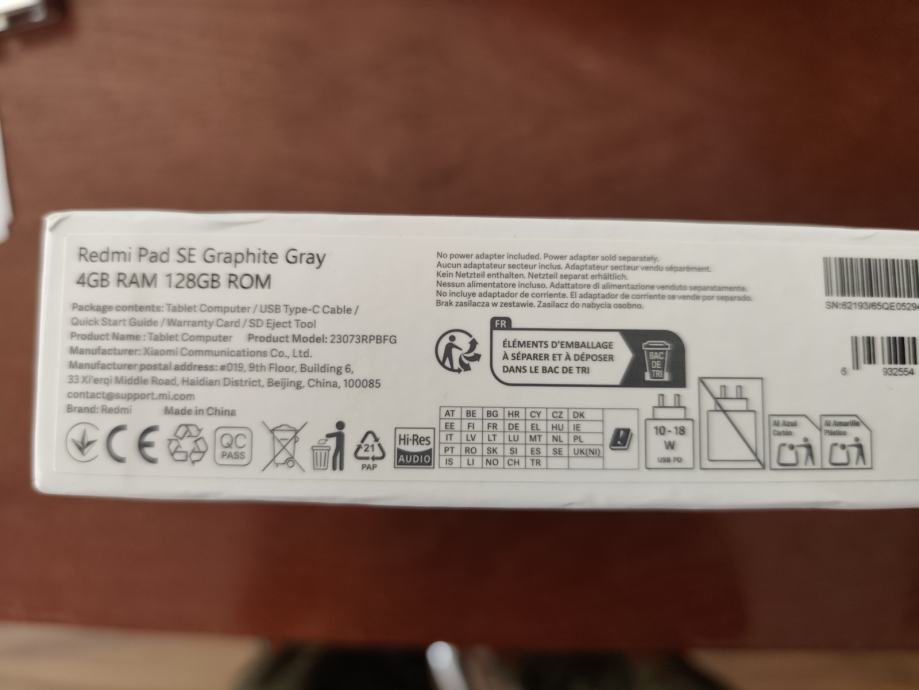 Redmi Pad SE Graphite Gray
4GB RAM 128GB ROM
Package contents: Tablet Computer / USB Type-C Cable /
Quick Start Guide / Warranty Card / SD Eject Tool
Product Name: Tablet Computer Product Model: 23073RPBFG
Manufacturer: Xiaomi Communications Co., Ltd.
Manufacturer postal address: #019, 9th Floor, Building 6,
33 Xi'erqi Middle Road, Haidian District, Beijing, China, 100085
contact@support.mi.com
Brand: Redmi Made in China
CE
QC
PASS
21
PAP
Hi-Res
AUDIO
No power adapter included. Power adapter sold separately.
Aucun adaptateur secteur inclus. Adaptateur secteur vendu séparément.
Kein Netzteil enthalten. Netzteil separat erhältlich.
Nessun alimentatore incluso. Adattatore di alimentazione venduto separatamente.
No incluye adaptador de corriente. El adaptador de corriente se vende por separado.
Brak zasilacza w zestawie. Zasilacz do nabycia osobno.
FR
ÉLÉMENTS D'EMBALLAGE
À SÉPARER ET À DÉPOSER
DANS LE BAC DE TRI
BAC
DE
TRI
AT BE BG HR CY CZ DK
EE FI FR DE EL HU IE
IT LV LT LU MT NL PL
PT RO SK SI ES SE UK(NI)
IS LI NO CH TR
10-18
W
USB PD
Al Azul
Cartón
Al Amarillo
Plástico
SN:62193/65QE0529
6 932554